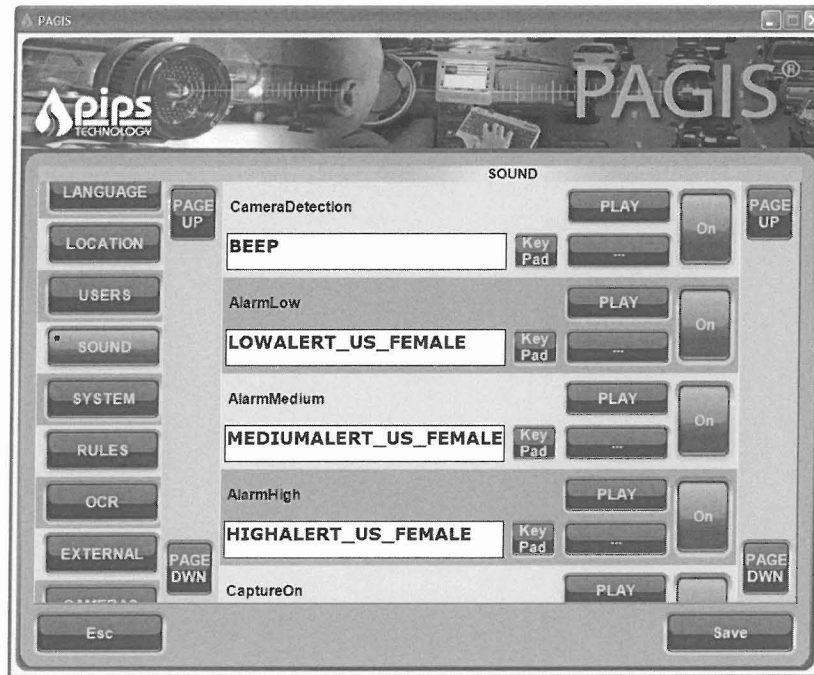 PAGIS
pips
TECHNOLOGY
PAGIS®
SOUND
LANGUAGE
LOCATION
USERS
SOUND
SYSTEM
RULES
OCR
EXTERNAL
CAMERAS
PAGE UP
PAGE DWN
CameraDetection
PLAY
On
BEEP
Key Pad
...
AlarmLow
PLAY
On
LOWALERT_US_FEMALE
Key Pad
...
AlarmMedium
PLAY
On
MEDIUMALERT_US_FEMALE
Key Pad
...
AlarmHigh
PLAY
On
HIGHALERT_US_FEMALE
Key Pad
...
CaptureOn
PLAY
PAGE UP
PAGE DWN
Esc
Save